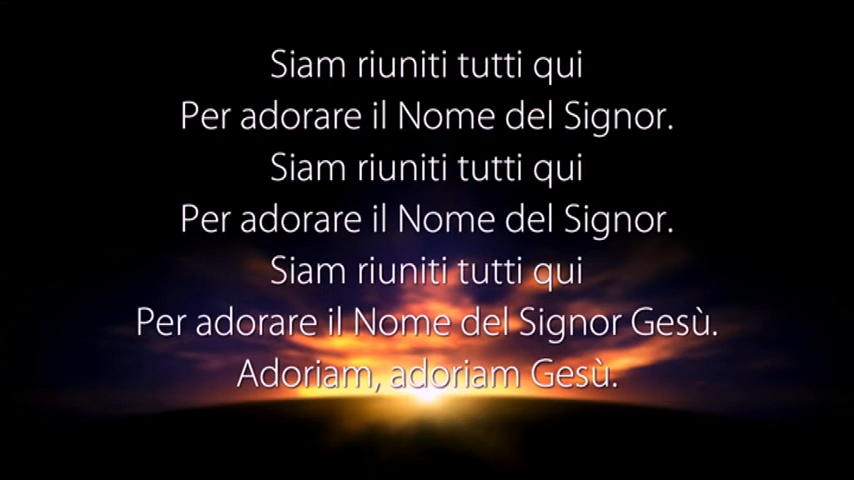 Siam riuniti tutti qui
Per adorare il Nome del Signor.
Siam riuniti tutti qui
Per adorare il Nome del Signor.
Siam riuniti tutti qui
Per adorare il Nome del Signor Gesù.
Adoriam, adoriam Gesù.